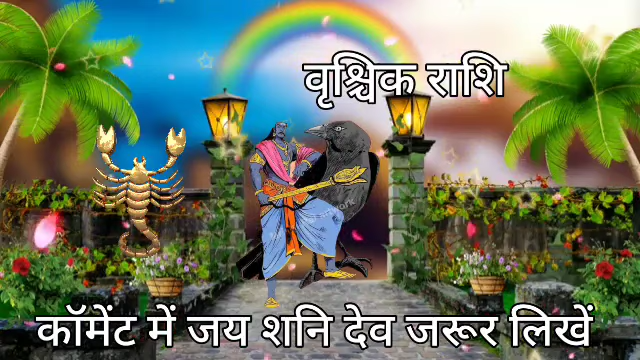 वृश्चिक राशि
कॉमेंट में जय शनि देव जरूर लिखें